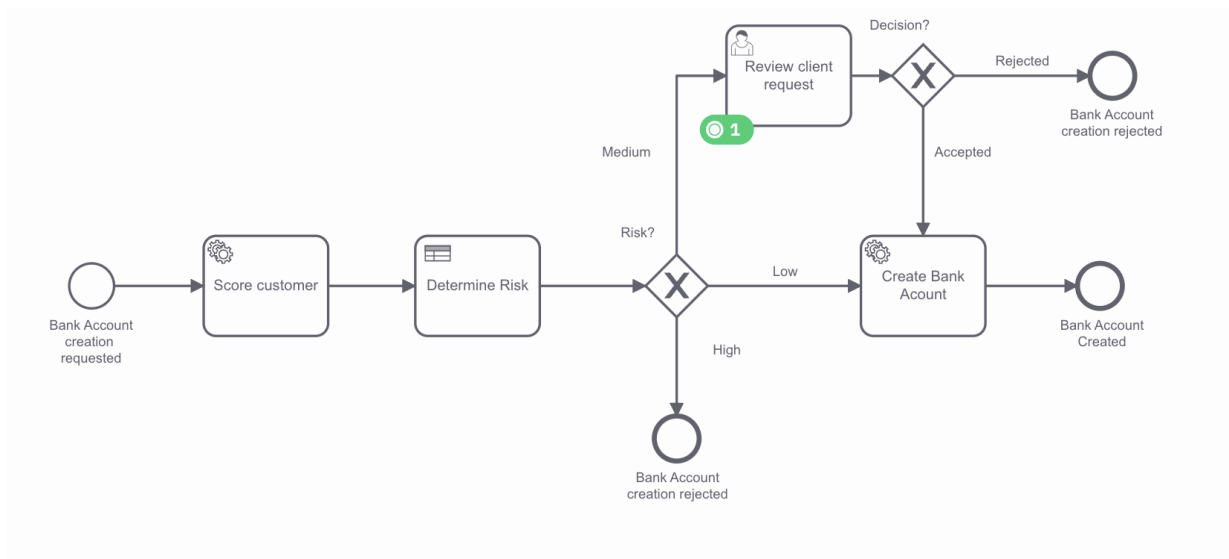 Decision?
Review client
request
Rejected
Bank Account
creation rejected
1
Medium
Accepted
Risk?
Bank Account
creation
requested
Score customer
Determine Risk
Low
Create Bank
Acount
Bank Account
Created
High
Bank Account
creation rejected